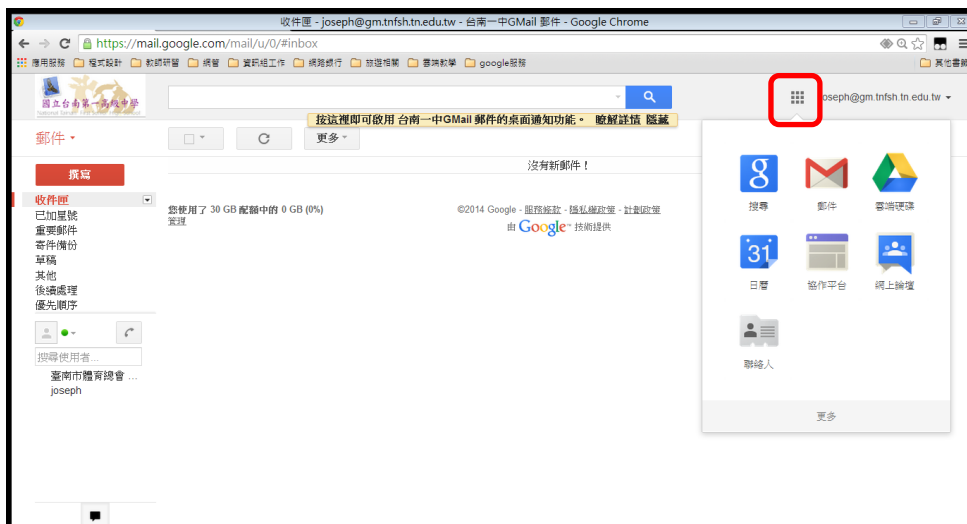 收件匣 - joseph@gm.tnfsh.tn.edu.tw - 台南一中GMail 郵件 - Google Chrome
https://mail.google.com/mail/u/0/#inbox
應用服務 程式設計 教師研習 網管 資訊組工作 網路銀行 旅遊相關 雲端教學 google服務 其他書籤
國立台南第一高級中學
joseph@gm.tnfsh.tn.edu.tw
按這裡即可啟用 台南一中GMail 郵件的桌面通知功能。 瞭解詳情 隱藏
郵件
更多
沒有新郵件！
撰寫
收件匣
已加星號
重要郵件
寄件備份
草稿
其他
後續處理
優先順序
搜尋使用者...
臺南市體育總會 ...
joseph
您使用了 30 GB 配額中的 0 GB (0%)
管理
©2014 Google - 服務條款 - 隱私權政策 - 計劃政策
由 Google™ 技術提供
8
搜尋
郵件
雲端硬碟
31
日曆
協作平台
網上論壇
聯絡人
更多